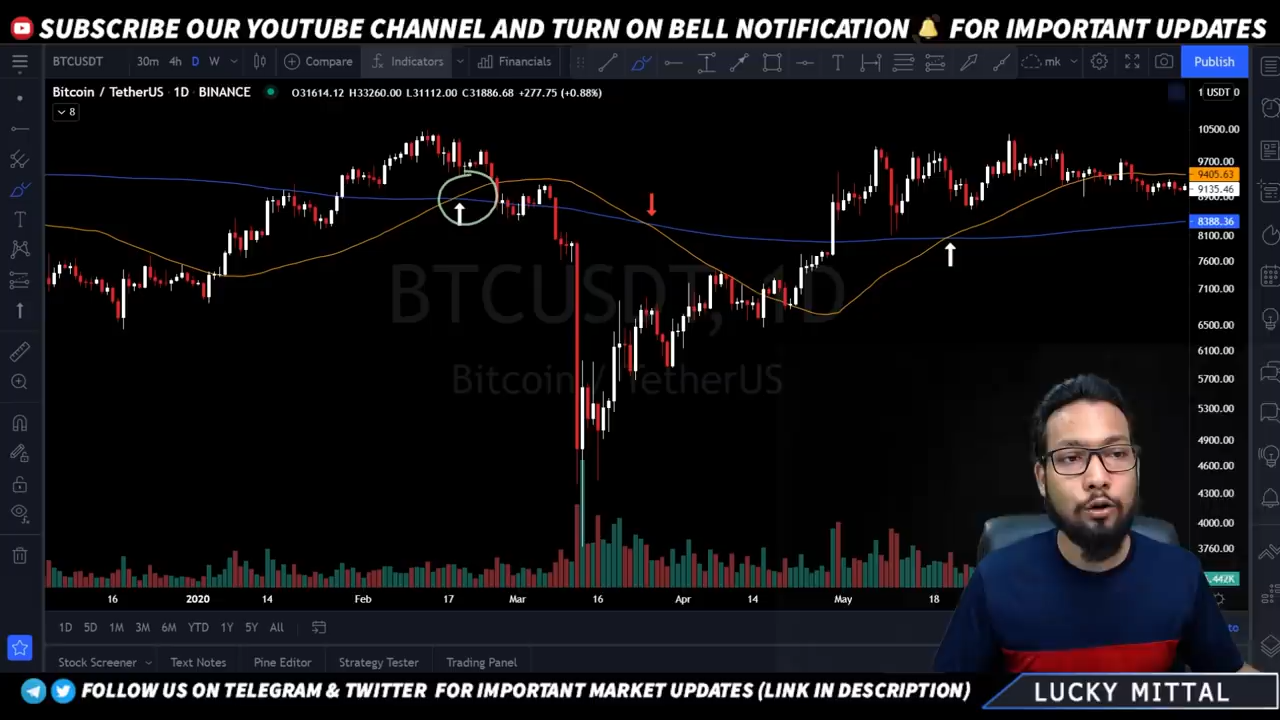 SUBSCRIBE OUR YOUTUBE CHANNEL AND TURN ON BELL NOTIFICATION 🔔 FOR IMPORTANT UPDATES
BTCUSDT 30m 4h D W Compare Indicators Financials T mk Publish
Bitcoin / TetherUS · 1D · BINANCE O31614.12 H33260.00 L31112.00 C31886.68 +277.75 (+0.88%) 1 USDT 0
8
10500.00
9700.00
9405.63
9135.46
8388.36
8100.00
7600.00
7100.00
6500.00
6100.00
5700.00
5300.00
4900.00
4600.00
4300.00
4000.00
3760.00
BTCUSDT, 1D
Bitcoin / TetherUS
16 2020 14 Feb 17 Mar 16 Apr 14 May 18
1D 5D 1M 3M 6M YTD 1Y 5Y All
Stock Screener Text Notes Pine Editor Strategy Tester Trading Panel
FOLLOW US ON TELEGRAM & TWITTER FOR IMPORTANT MARKET UPDATES (LINK IN DESCRIPTION)
LUCKY MITTAL